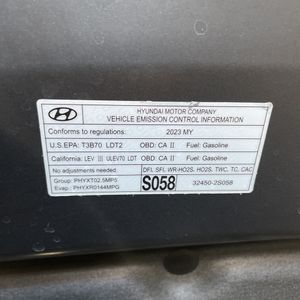 HYUNDAI MOTOR COMPANY
VEHICLE EMISSION CONTROL INFORMATION
Conforms to regulations: 2023 MY
U.S.EPA: T3B70 LDT2 OBD: CA II Fuel: Gasoline
California: LEV III ULEV70 LDT OBD: CA II Fuel: Gasoline
No adjustments needed. DFI, SFI, WR-HO2S, HO2S, TWC, TC, CAC
Group: PHYXT02.5MP5
Evap: PHYXR0144MPG
S058
32450-2S058